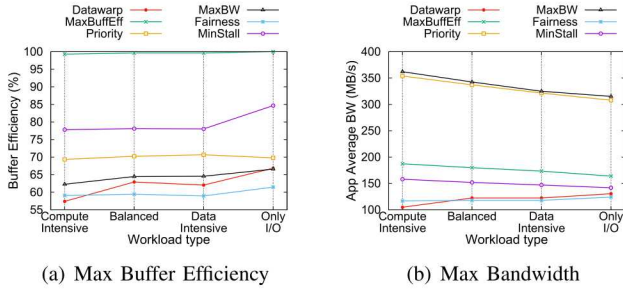 Datawarp MaxBW
MaxBuffEff Fairness
Priority MinStall
100
95
90
85
80
75
70
65
60
55
Buffer Efficiency (%)
Compute Intensive
Balanced
Data Intensive
Only I/O
Workload type
(a) Max Buffer Efficiency
Datawarp MaxBW
MaxBuffEff Fairness
Priority MinStall
400
350
300
250
200
150
100
App Average BW (MB/s)
Compute Intensive
Balanced
Data Intensive
Only I/O
Workload type
(b) Max Bandwidth